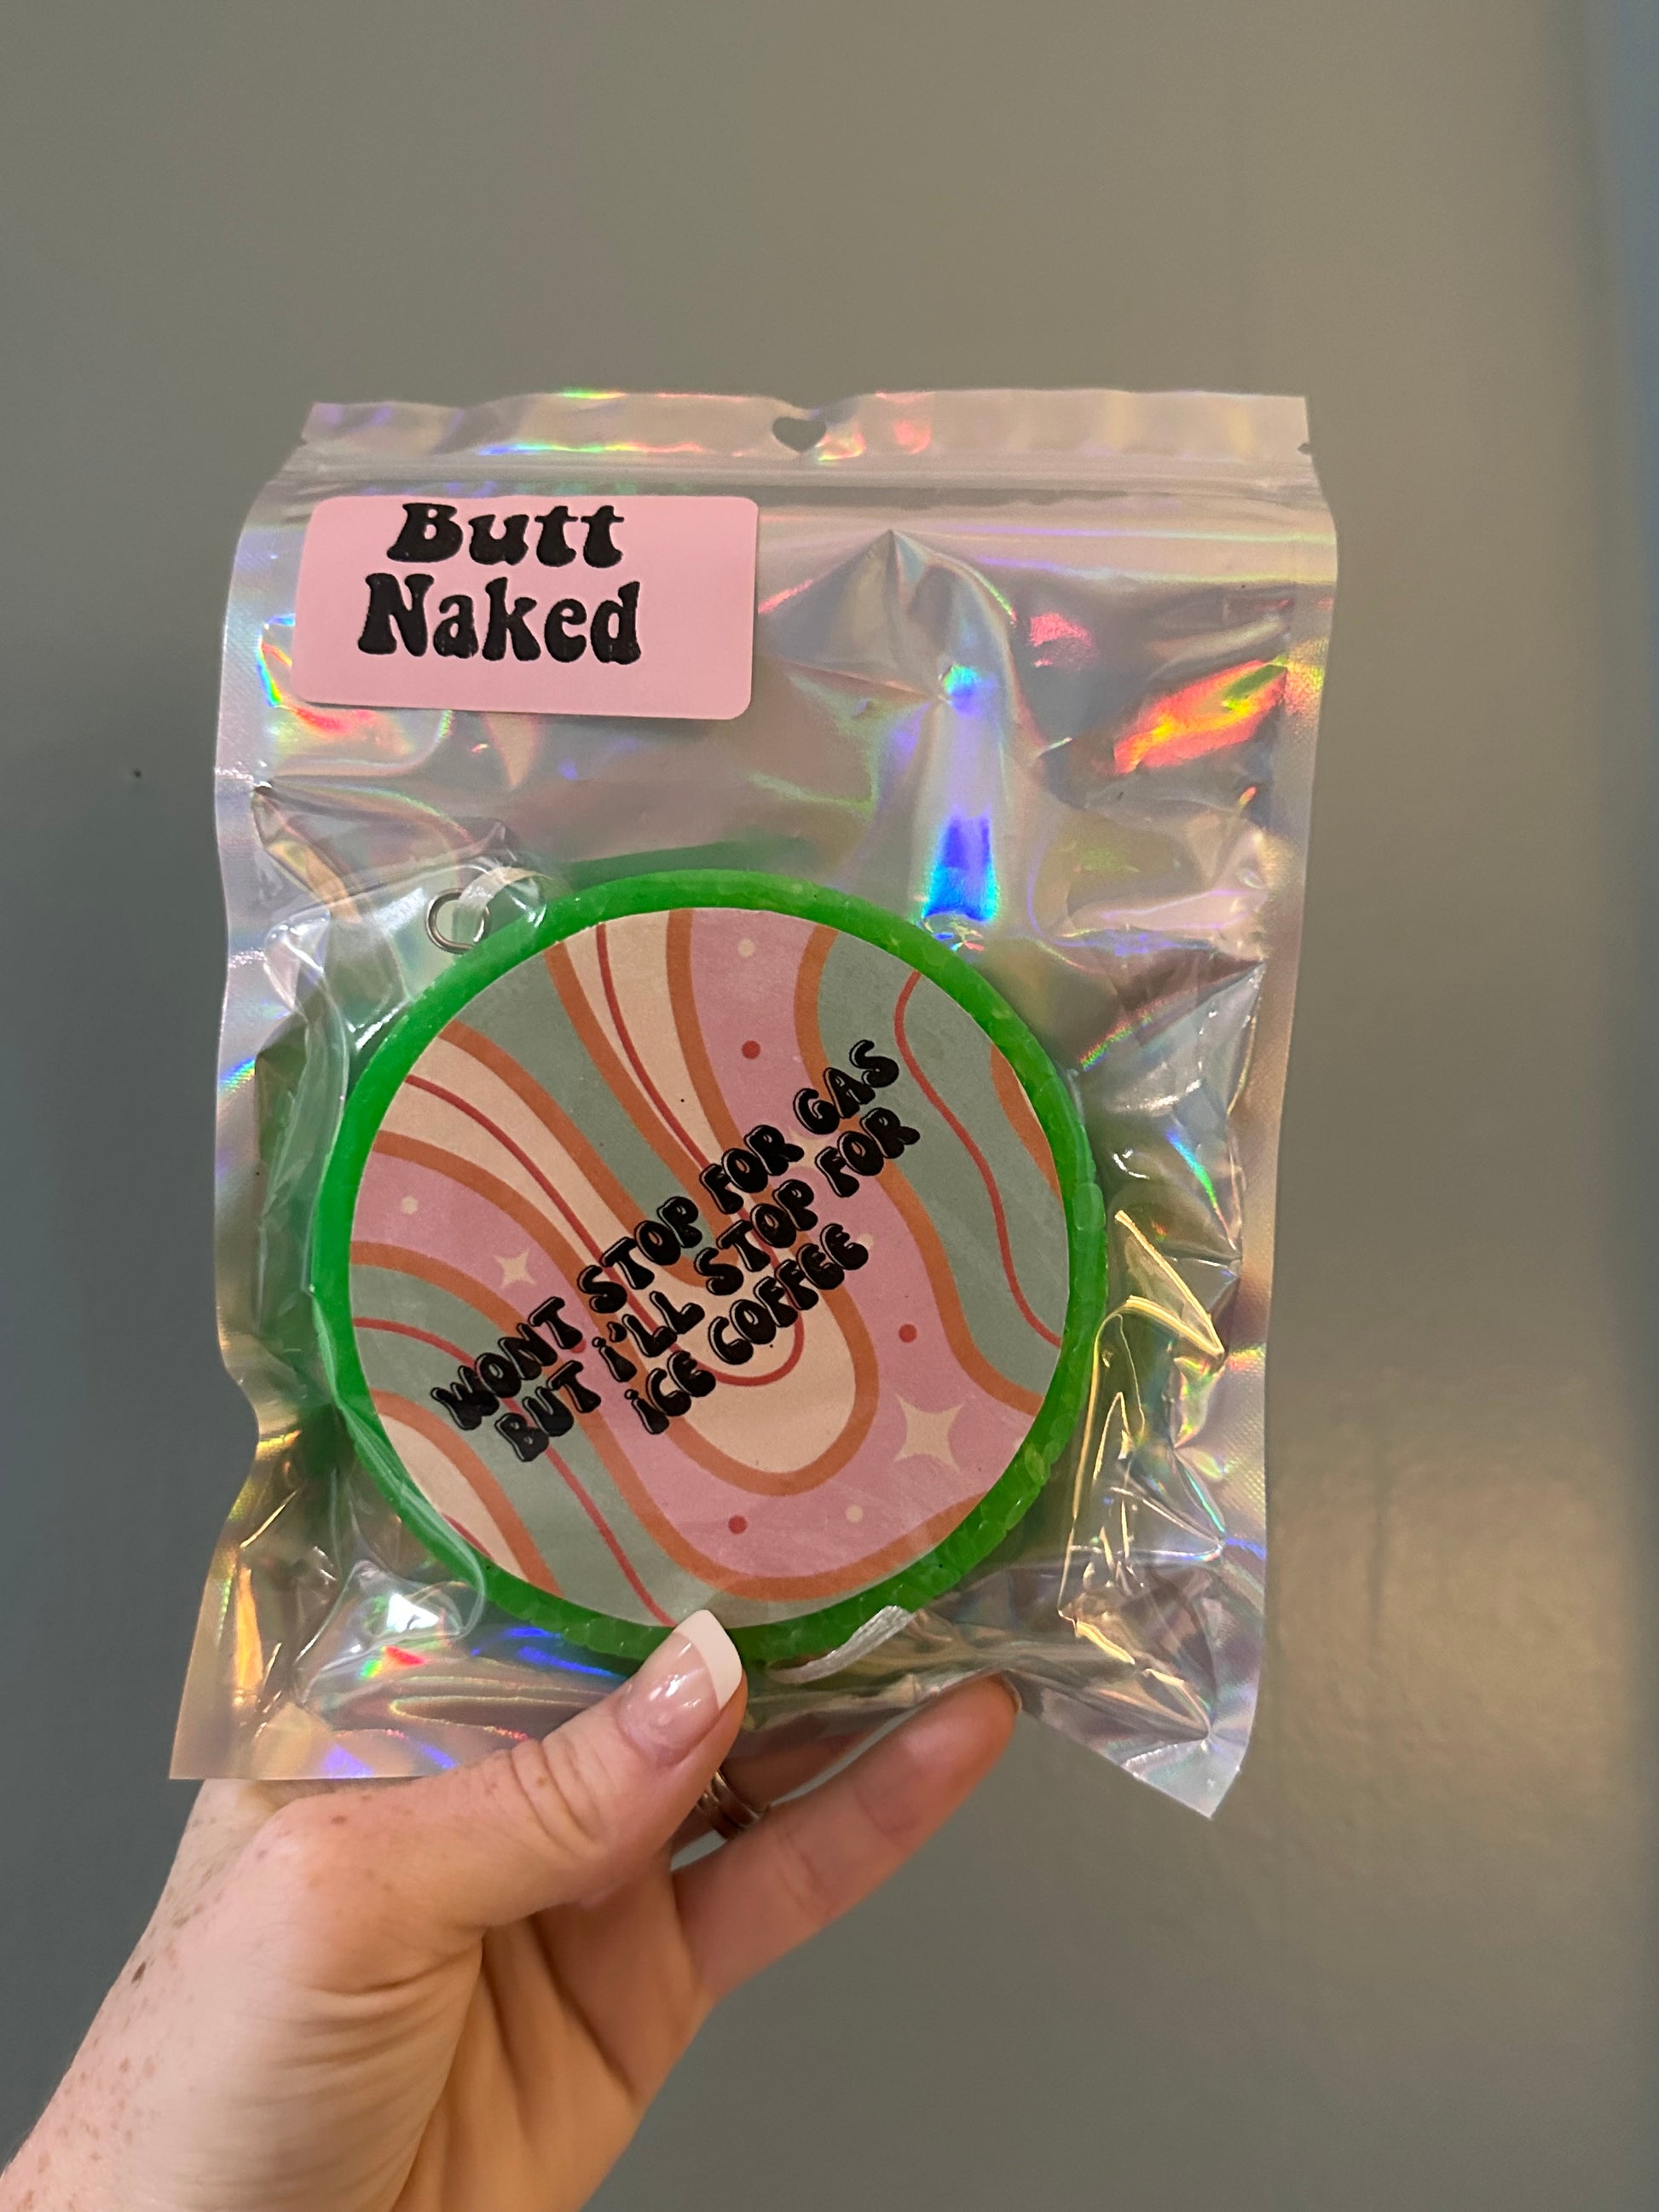 Butt
Naked
WONT STOP FOR GAS
BUT i'LL STOP FOR
iCE COFFEE